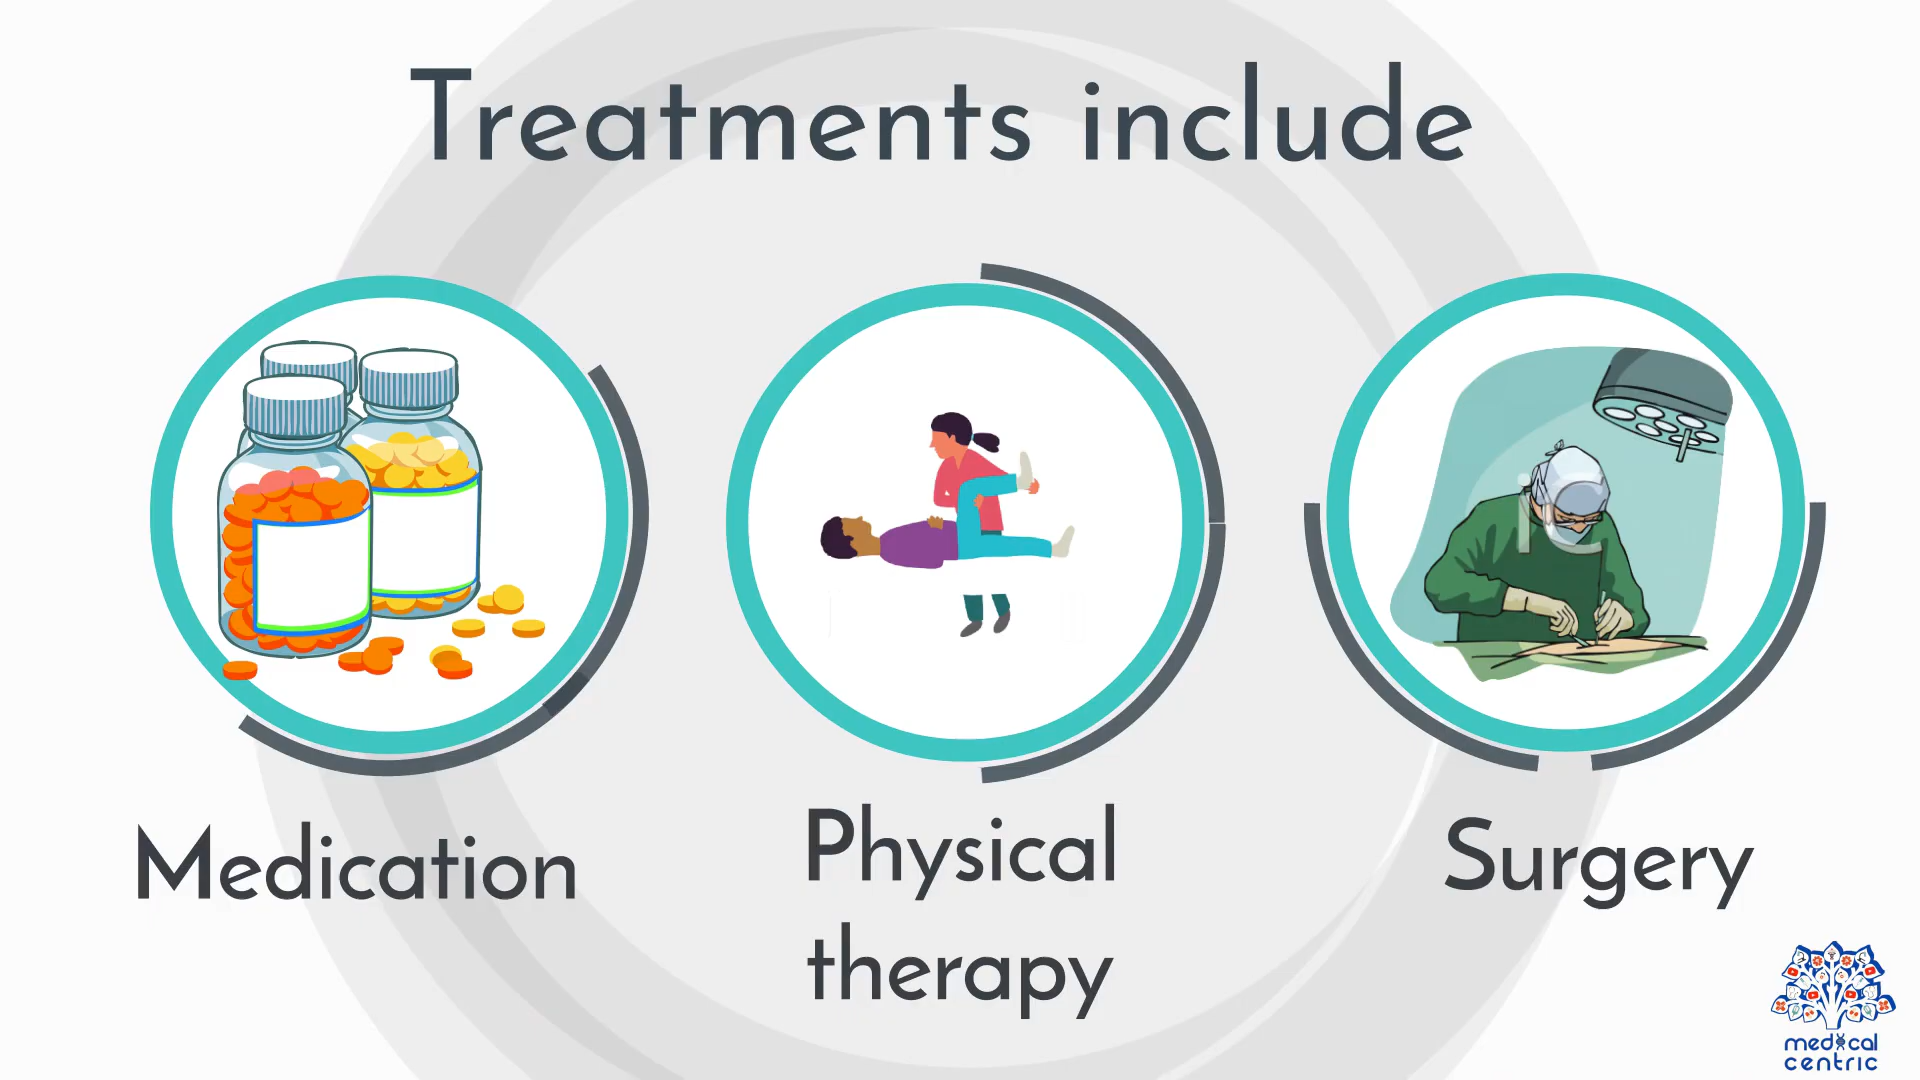 Treatments include
Medication
Physical
therapy
Surgery
medical
centric